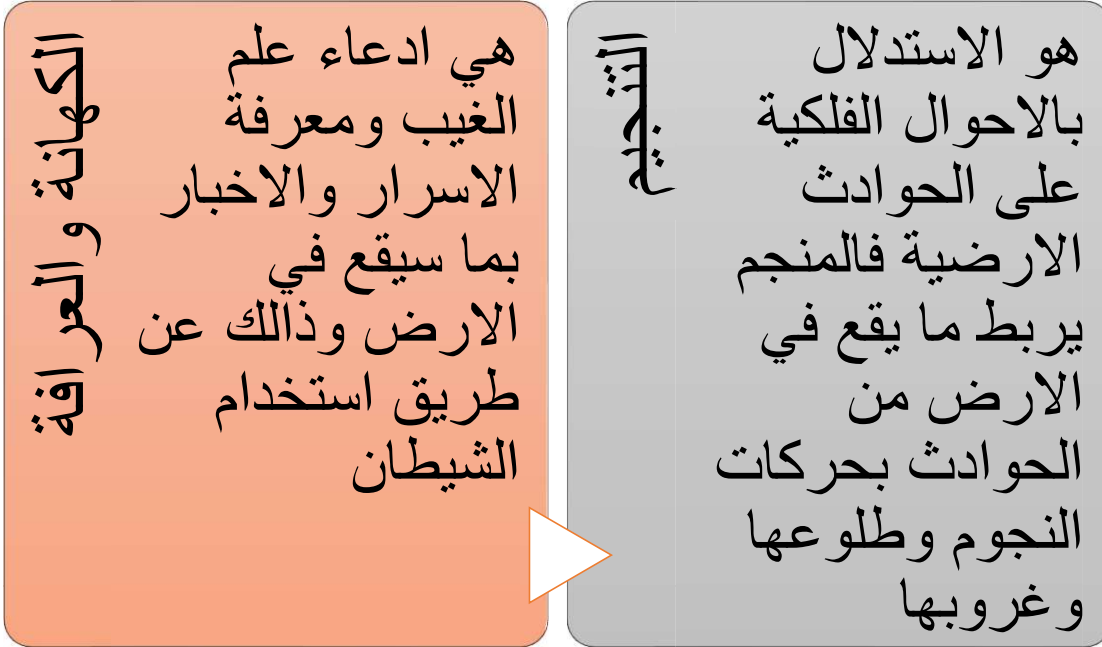 التنجيم
هو الاستدلال
بالاحوال الفلكية
على الحوادث
الارضية فالمنجم
يربط ما يقع في
الارض من
الحوادث بحركات
النجوم وطلوعها
وغروبها
الكهانة و العرافة
هي ادعاء علم
الغيب ومعرفة
الاسرار والاخبار
بما سيقع في
الارض وذالك عن
طريق استخدام
الشيطان